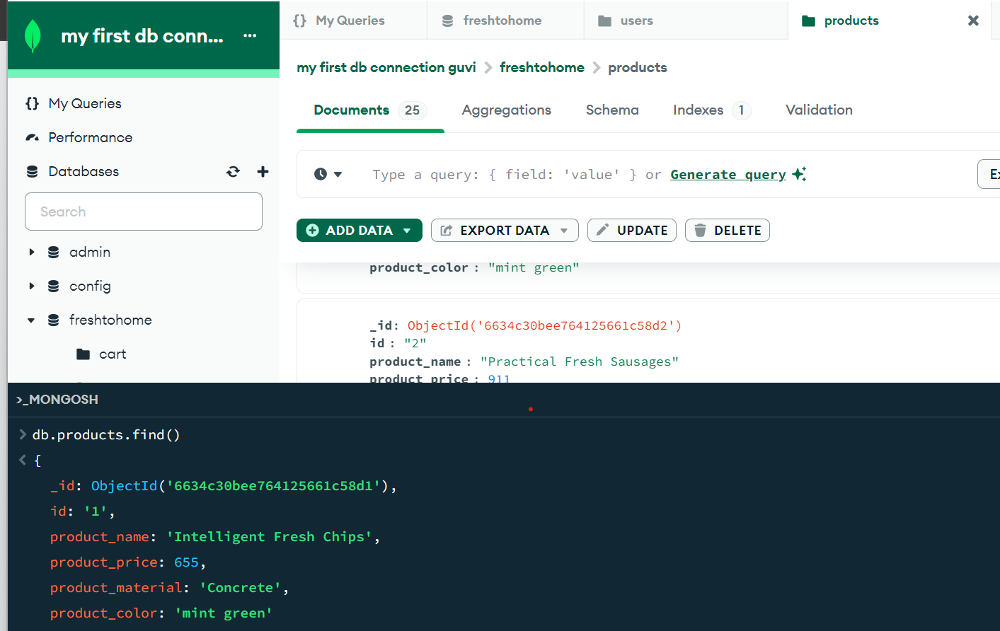 my first db conn... ...
{} My Queries
freshtohome
users
products
my first db connection guvi > freshtohome > products
{} My Queries
Performance
Databases
Search
admin
config
freshtohome
cart
Documents 25 Aggregations Schema Indexes 1 Validation
Type a query: { field: 'value' } or Generate query
Ex
ADD DATA EXPORT DATA UPDATE DELETE
product_color : "mint green"
_id: ObjectId('6634c30bee764125661c58d2')
id : "2"
product_name : "Practical Fresh Sausages"
product_price : 911
>_MONGOSH
> db.products.find()
< {
_id: ObjectId('6634c30bee764125661c58d1'),
id: '1',
product_name: 'Intelligent Fresh Chips',
product_price: 655,
product_material: 'Concrete',
product_color: 'mint green'